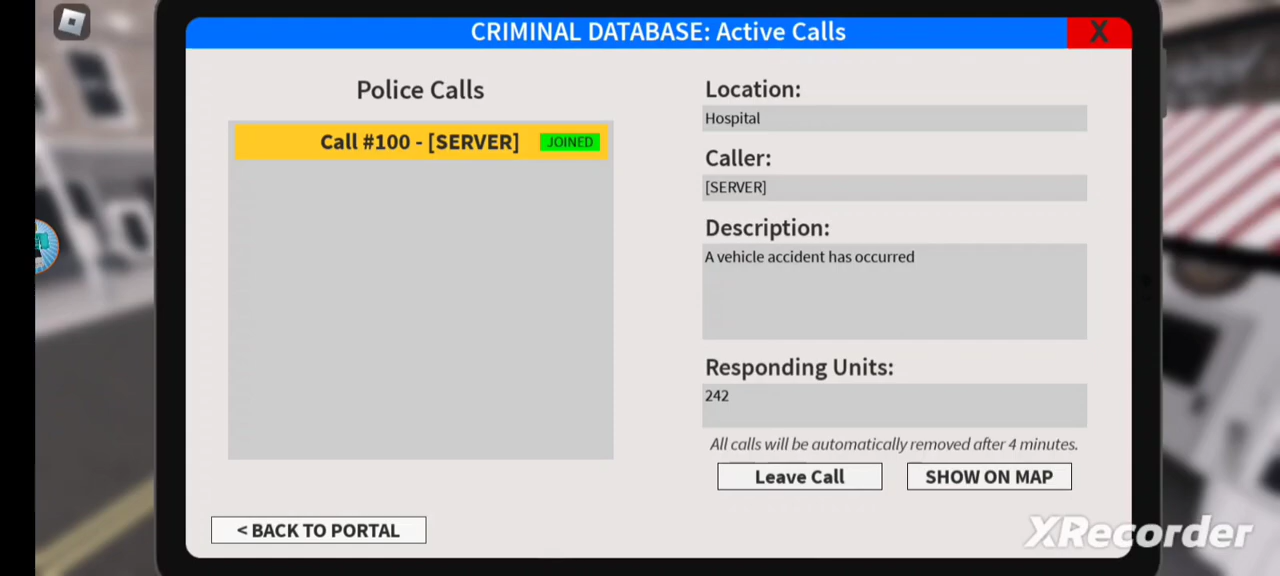 CRIMINAL DATABASE: Active Calls
X
Police Calls
Call #100 - [SERVER]
JOINED
Location:
Hospital
Caller:
[SERVER]
Description:
A vehicle accident has occurred
Responding Units:
242
All calls will be automatically removed after 4 minutes.
Leave Call
SHOW ON MAP
< BACK TO PORTAL
XRecorder